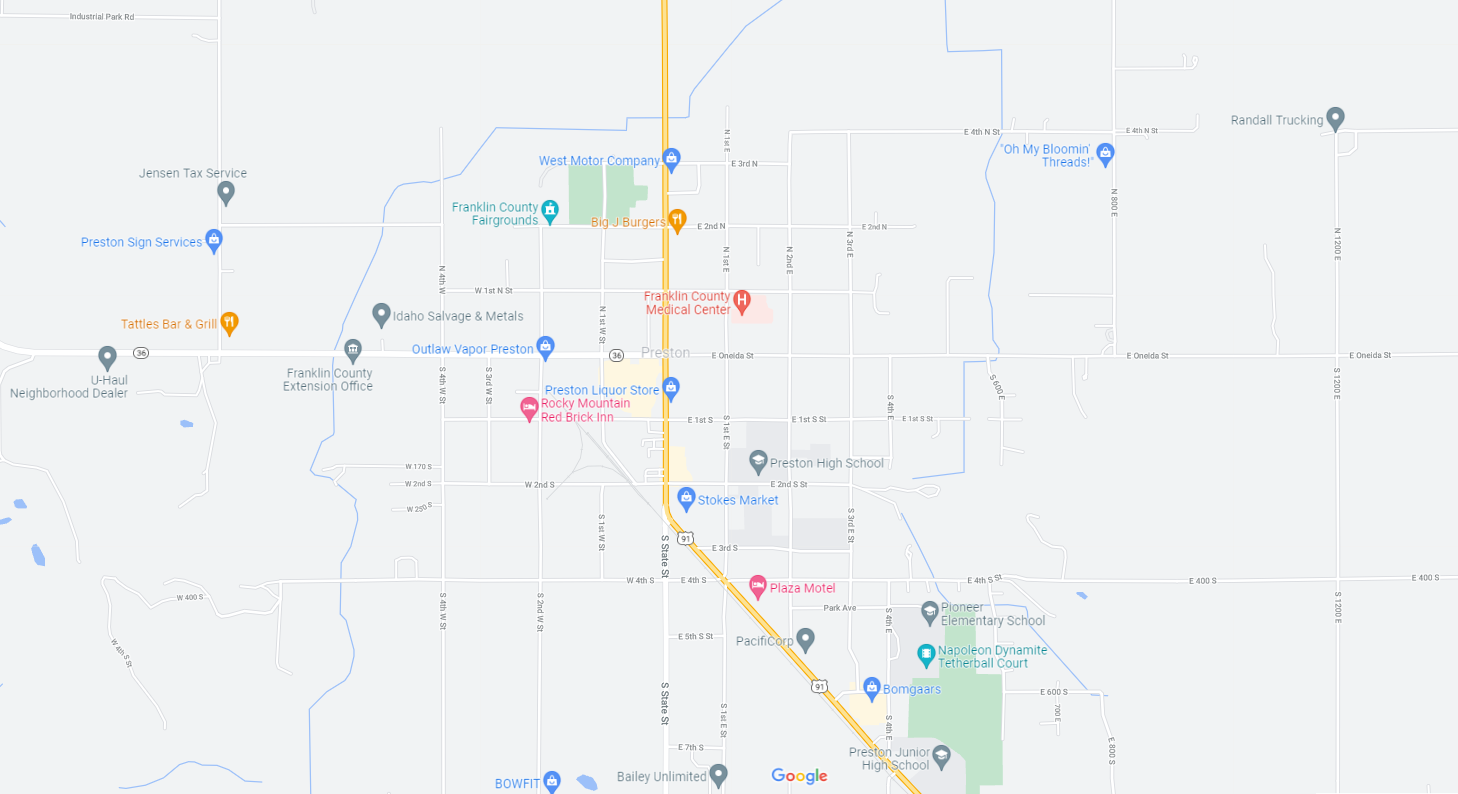 Industrial Park Rd
Randall Trucking
E 4th N St
E 4th N St
N 1st E
West Motor Company
E 3rd N
"Oh My Bloomin'
Threads!"
Jensen Tax Service
N 800 E
Franklin County
Fairgrounds
Big J Burgers
E 2nd N
E 2nd N
Preston Sign Services
N 3rd E
N 1st E
N 2nd E
N 1200 E
N 4th W
W 1st N St
Franklin County
Medical Center
N 1st W St
Idaho Salvage & Metals
Tattles Bar & Grill
Outlaw Vapor Preston
36
36
Preston
E Oneida St
E Oneida St
E Oneida St
Franklin County
Extension Office
U-Haul
Neighborhood Dealer
S 4th W St
S 3rd W St
Preston Liquor Store
S 600 E
S 1200 E
Rocky Mountain
Red Brick Inn
S 4th E
E 1st S
S 1st E St
E 1st S St
E 1st S St
W 170 S
Preston High School
W 2nd S
W 2nd S
E 2nd S St
Stokes Market
W 250 S
S 1st W St
S 3rd E St
91
S State St
E 3rd S
W 4th S
E 4th S
E 4th S St
E 400 S
E 400 S
Plaza Motel
W 400 S
S 4th W St
S 2nd W St
Park Ave
Pioneer
Elementary School
S 4th E
S 1200 E
W 4th S St
E 5th S St
PacifiCorp
Napoleon Dynamite
Tetherball Court
91
Bomgaars
E 600 S
S State St
S 1st E St
S 4th E
700 E
E 7th S
E 800 S
Preston Junior
High School
BOWFIT
Bailey Unlimited
Google